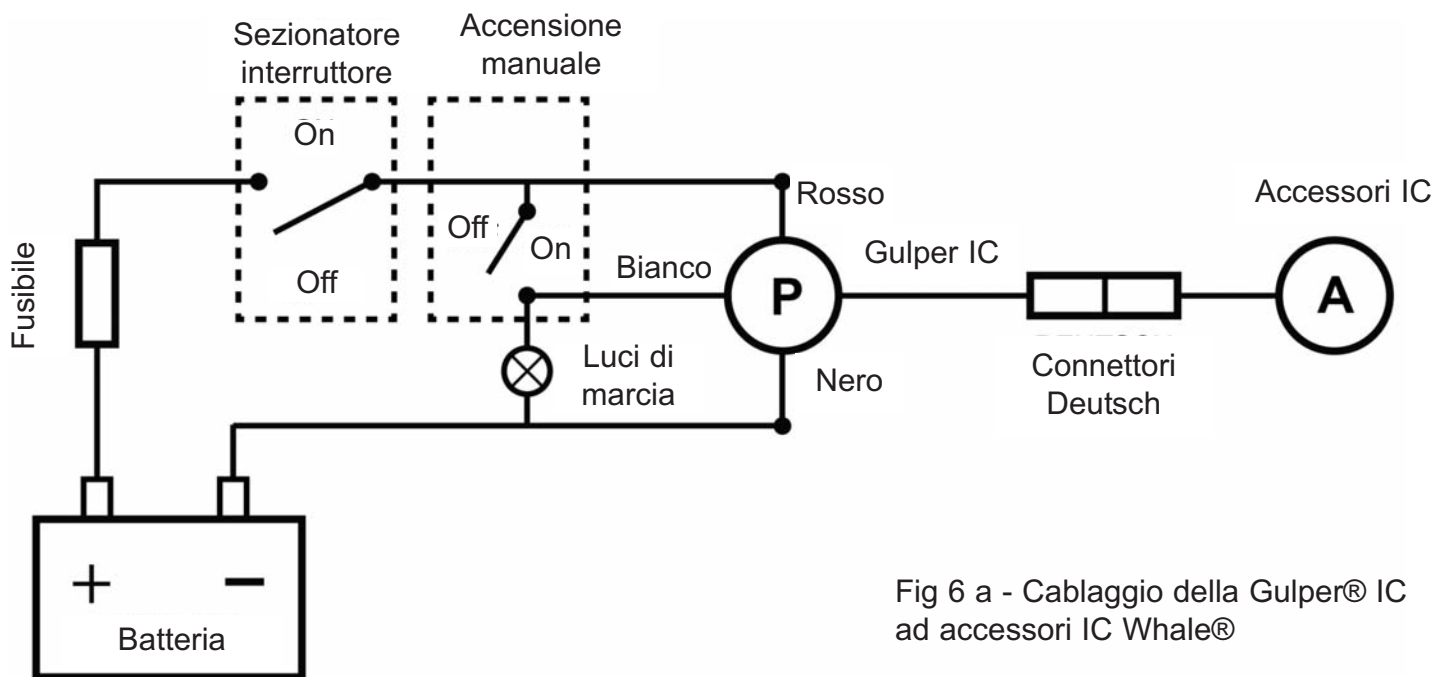 Sezionatore
interruttore
Accensione
manuale
On
Off
Off
On
Fusibile
Rosso
Bianco
P
Gulper IC
Accessori IC
A
Luci di
marcia
Nero
Connettori
Deutsch
+
−
Batteria
Fig 6 a - Cablaggio della Gulper® IC
ad accessori IC Whale®